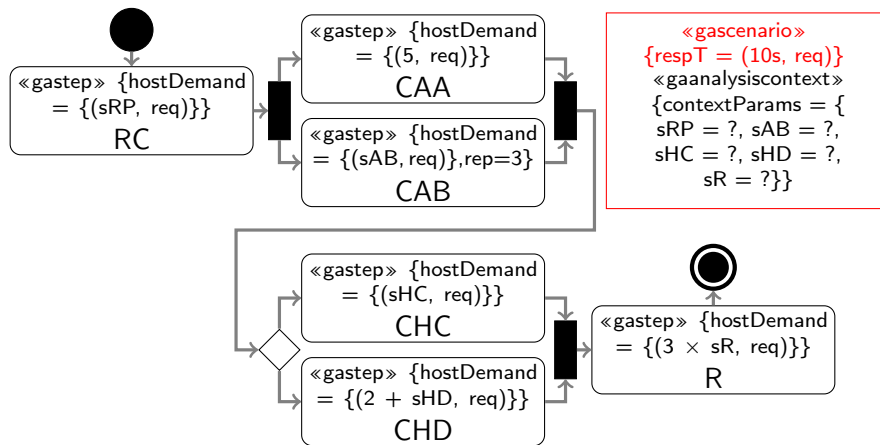 «gastep» {hostDemand
= {(sRP, req)}}
RC
«gastep» {hostDemand
= {(5, req)}}
CAA
«gastep» {hostDemand
= {(sAB, req)},rep=3}
CAB
«gascenario»
{respT = (10s, req)}
«gaanalysiscontext»
{contextParams = {
sRP = ?, sAB = ?,
sHC = ?, sHD = ?,
sR = ?}}
«gastep» {hostDemand
= {(sHC, req)}}
CHC
«gastep» {hostDemand
= {(2 + sHD, req)}}
CHD
«gastep» {hostDemand
= {(3 × sR, req)}}
R